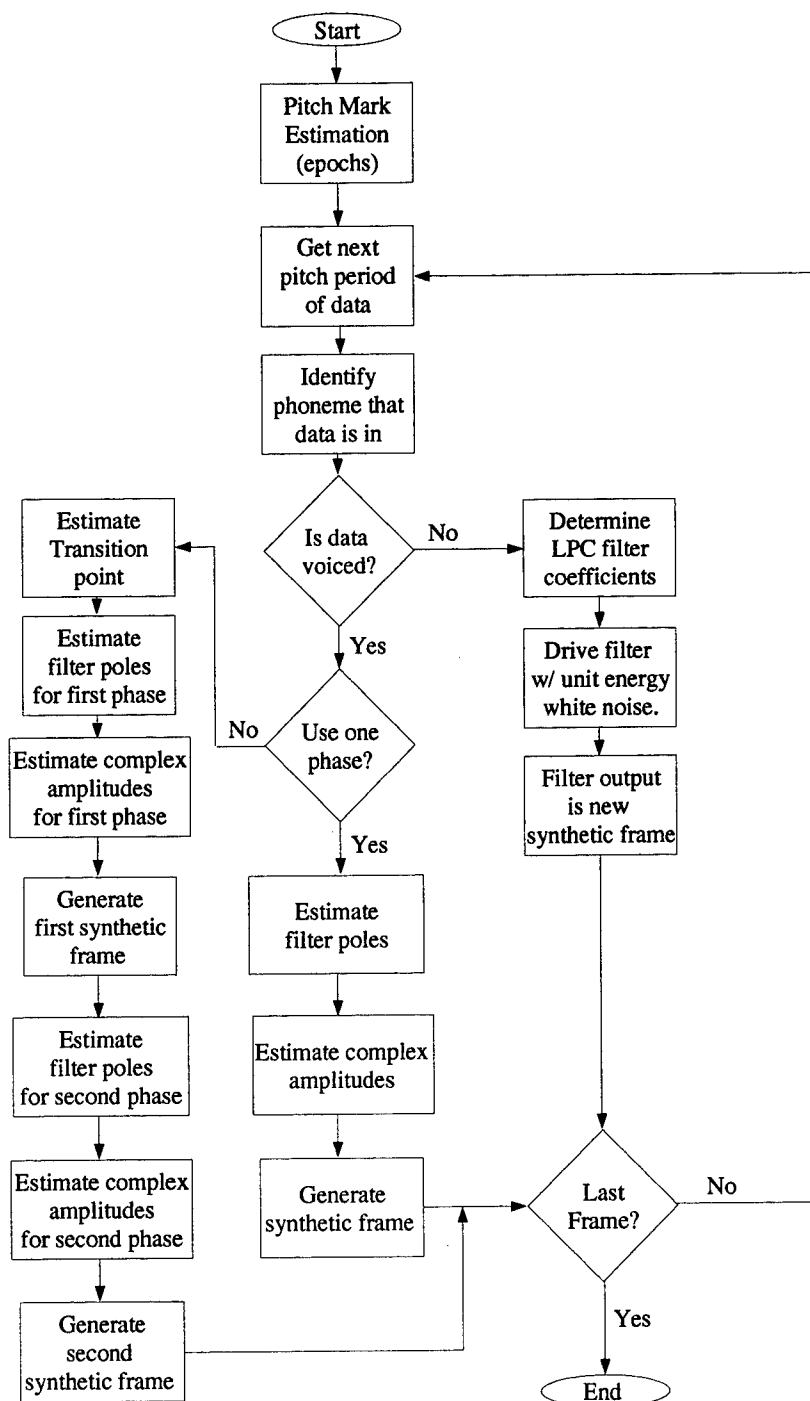 Start
Pitch Mark
Estimation
(epochs)
Get next
pitch period
of data
Identify
phoneme that
data is in
Is data
voiced?
No
Yes
Determine
LPC filter
coefficients
Drive filter
w/ unit energy
white noise.
Filter output
is new
synthetic frame
Use one
phase?
No
Yes
Estimate
Transition
point
Estimate
filter poles
for first phase
Estimate complex
amplitudes
for first phase
Generate
first synthetic
frame
Estimate
filter poles
for second phase
Estimate complex
amplitudes
for second phase
Generate
second
synthetic frame
Estimate
filter poles
Estimate complex
amplitudes
Generate
synthetic frame
Last
Frame?
No
Yes
End